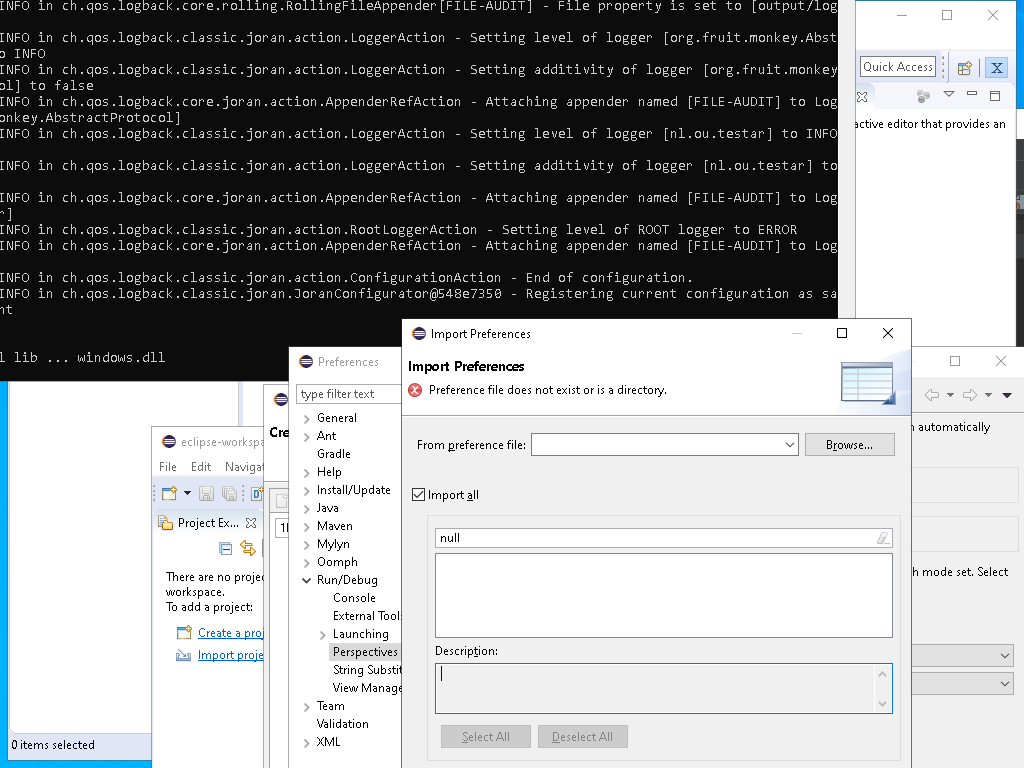 INFO in ch.qos.logback.core.rolling.RollingFileAppender[FILE-AUDIT] - File property is set to [output/log
INFO in ch.qos.logback.classic.joran.action.LoggerAction - Setting level of logger [org.fruit.monkey.Abst
o INFO
INFO in ch.qos.logback.classic.joran.action.LoggerAction - Setting additivity of logger [org.fruit.monkey
ol] to false
INFO in ch.qos.logback.core.joran.action.AppenderRefAction - Attaching appender named [FILE-AUDIT] to Log
onkey.AbstractProtocol]
INFO in ch.qos.logback.classic.joran.action.LoggerAction - Setting level of logger [nl.ou.testar] to INFO
INFO in ch.qos.logback.classic.joran.action.LoggerAction - Setting additivity of logger [nl.ou.testar] to
INFO in ch.qos.logback.core.joran.action.AppenderRefAction - Attaching appender named [FILE-AUDIT] to Log
r]
INFO in ch.qos.logback.classic.joran.action.RootLoggerAction - Setting level of ROOT logger to ERROR
INFO in ch.qos.logback.core.joran.action.AppenderRefAction - Attaching appender named [FILE-AUDIT] to Log
INFO in ch.qos.logback.classic.joran.action.ConfigurationAction - End of configuration.
INFO in ch.qos.logback.classic.joran.JoranConfigurator@548e7350 - Registering current configuration as sa
nt
l lib ... windows.dll
Quick Access
active editor that provides an
0 items selected
eclipse-workspa
File Edit Navigat
Project Ex...
There are no projec
workspace.
To add a project:
Create a proj
Import proje
Cre
Preferences
type filter text
General
Ant
Gradle
Help
Install/Update
Java
Maven
Mylyn
Oomph
Run/Debug
Console
External Tools
Launching
Perspectives
String Substit
View Manage
Team
Validation
XML
Import Preferences
Import Preferences
Preference file does not exist or is a directory.
From preference file:
Browse...
Import all
null
Description:
Select All
Deselect All
n automatically
h mode set. Select